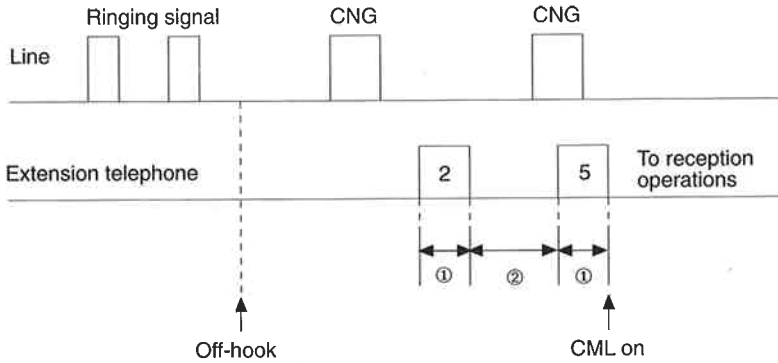 Ringing signal
CNG
CNG
Line
Extension telephone
2
5
To reception
operations
①
②
①
Off-hook
CML on